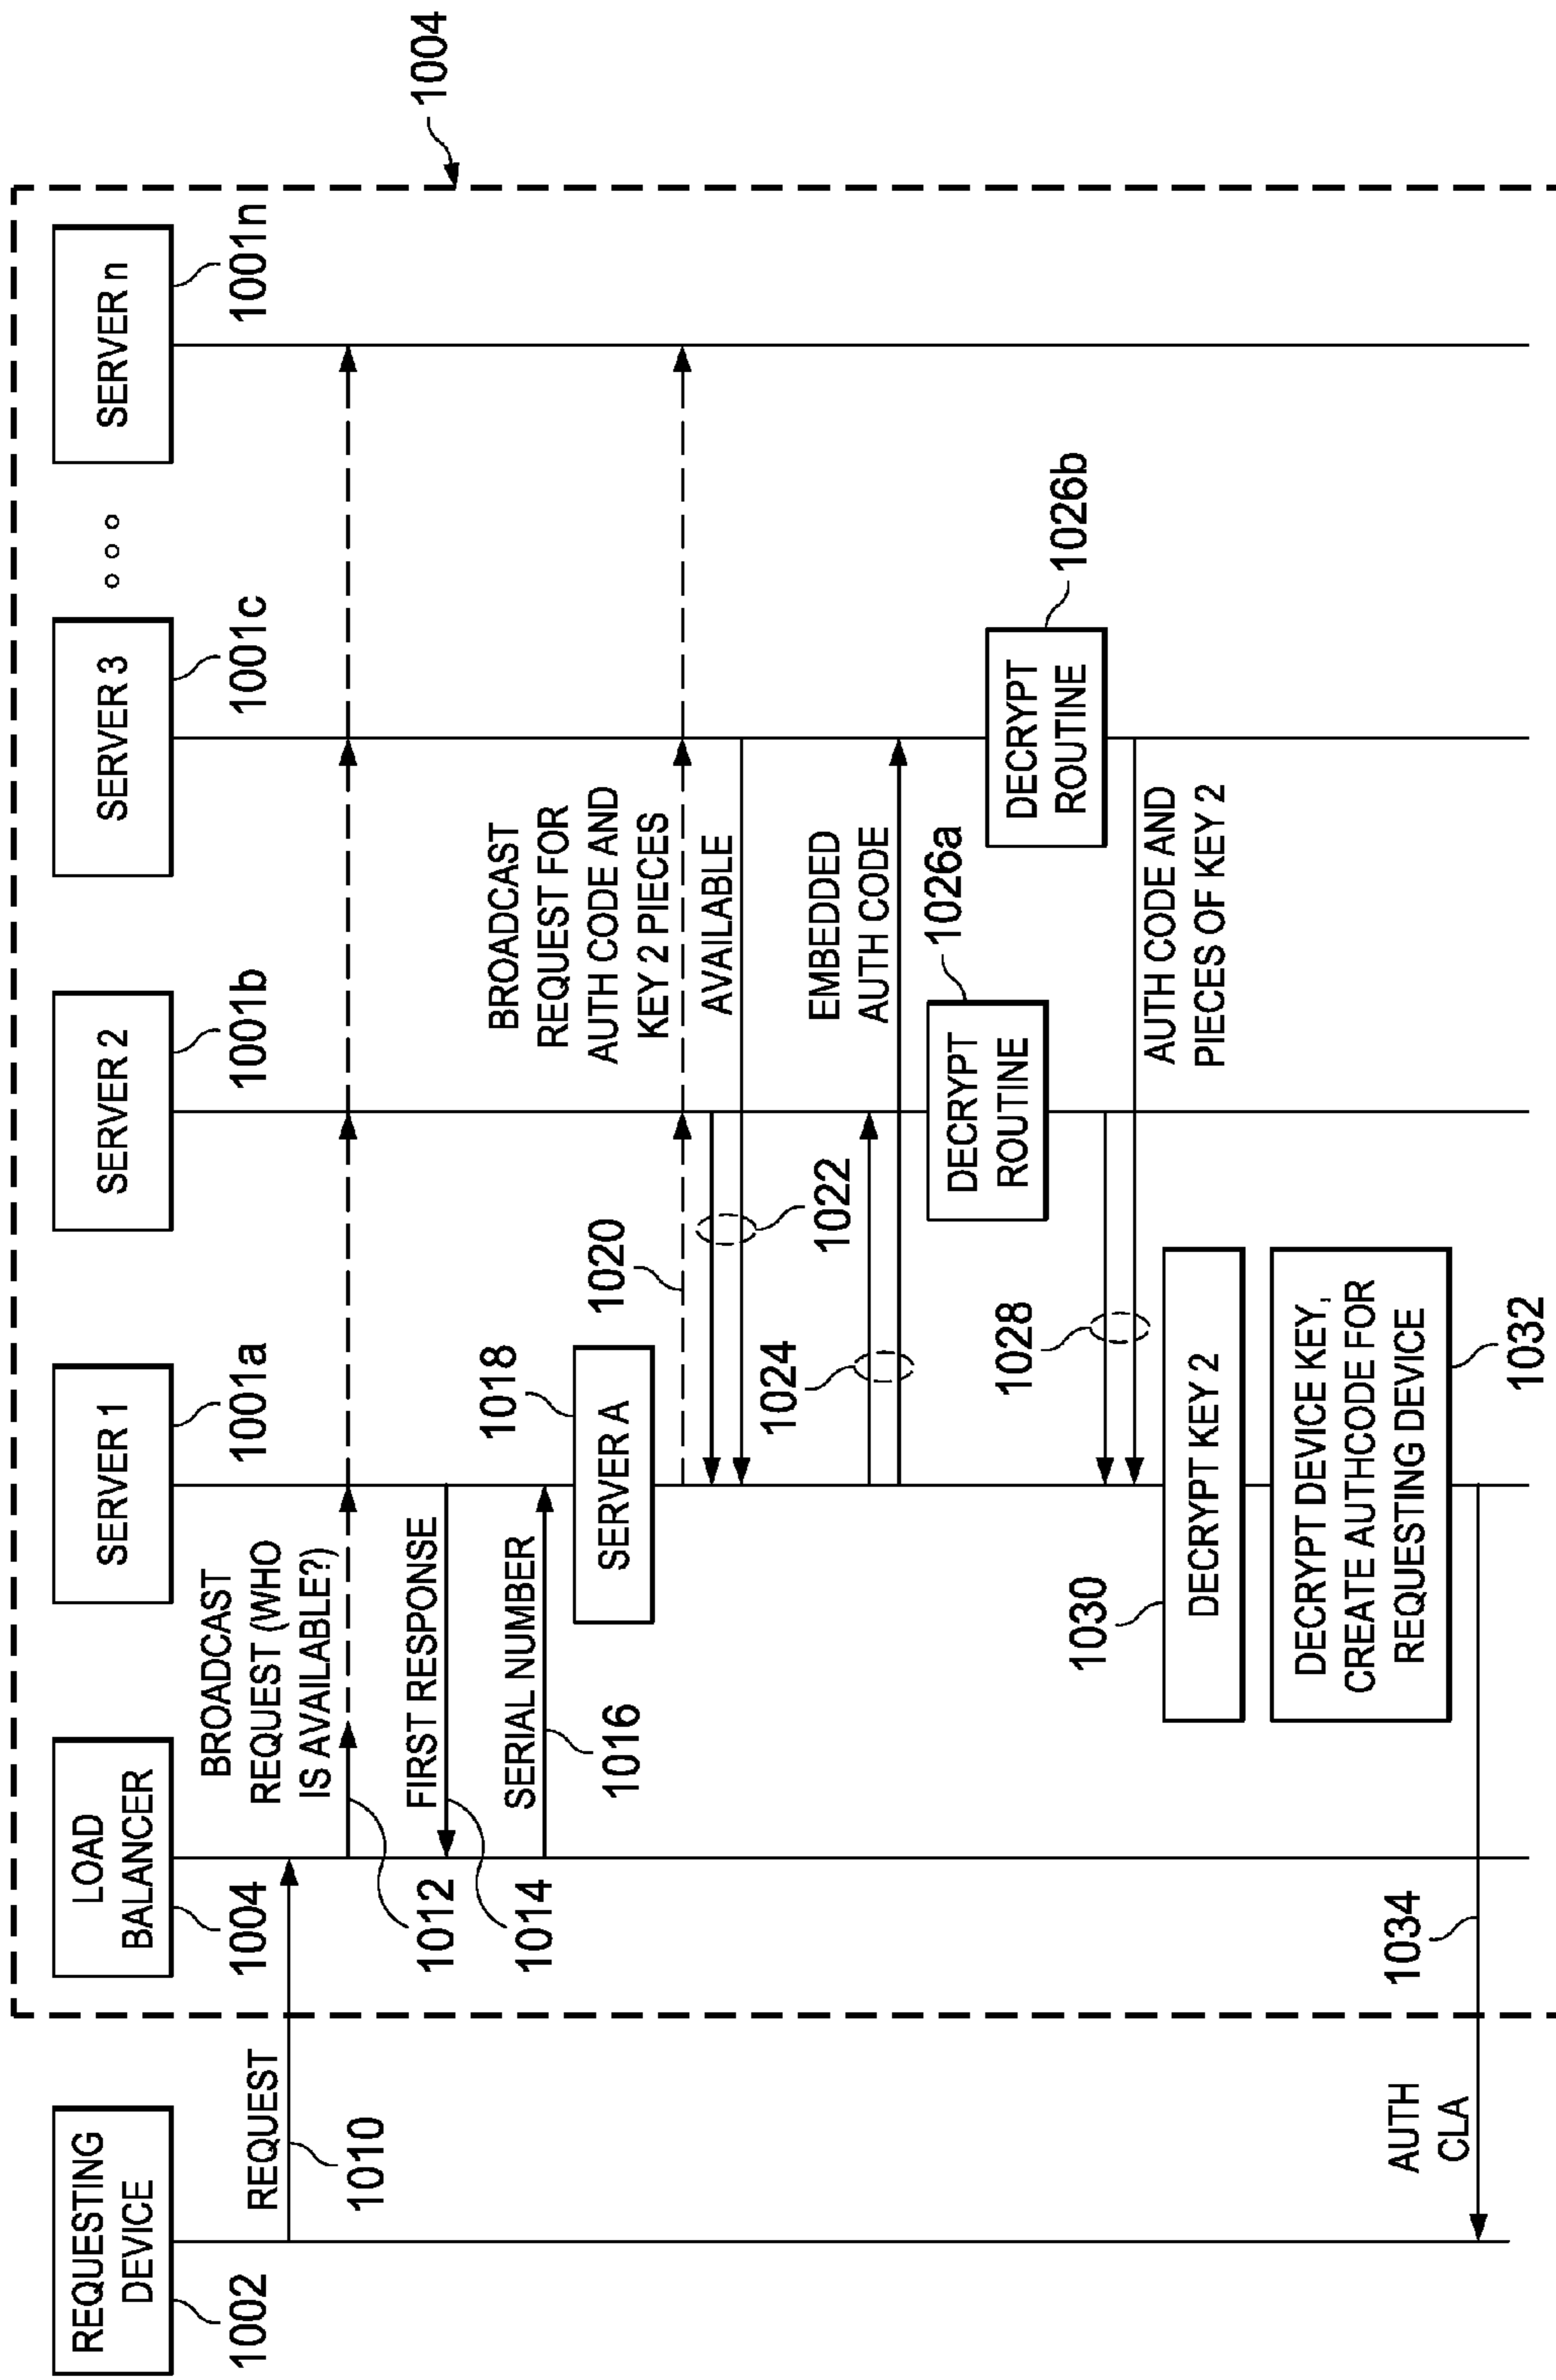 REQUESTING
DEVICE
1002
LOAD
BALANCER
1004
SERVER 1
1001a
SERVER 2
1001b
SERVER 3
1001c
SERVER n
1001n
1004
REQUEST
1010
BROADCAST
REQUEST (WHO
IS AVAILABLE?)
1012
FIRST RESPONSE
1014
SERIAL NUMBER
1016
1018
SERVER A
1020
BROADCAST
REQUEST FOR
AUTH CODE AND
KEY 2 PIECES
AVAILABLE
1022
EMBEDDED
AUTH CODE
1024
DECRYPT
ROUTINE
1026a
DECRYPT
ROUTINE
1026b
1028
AUTH CODE AND
PIECES OF KEY 2
1030
DECRYPT KEY 2
DECRYPT DEVICE KEY,
CREATE AUTHCODE FOR
REQUESTING DEVICE
1032
1034
AUTH
CLA